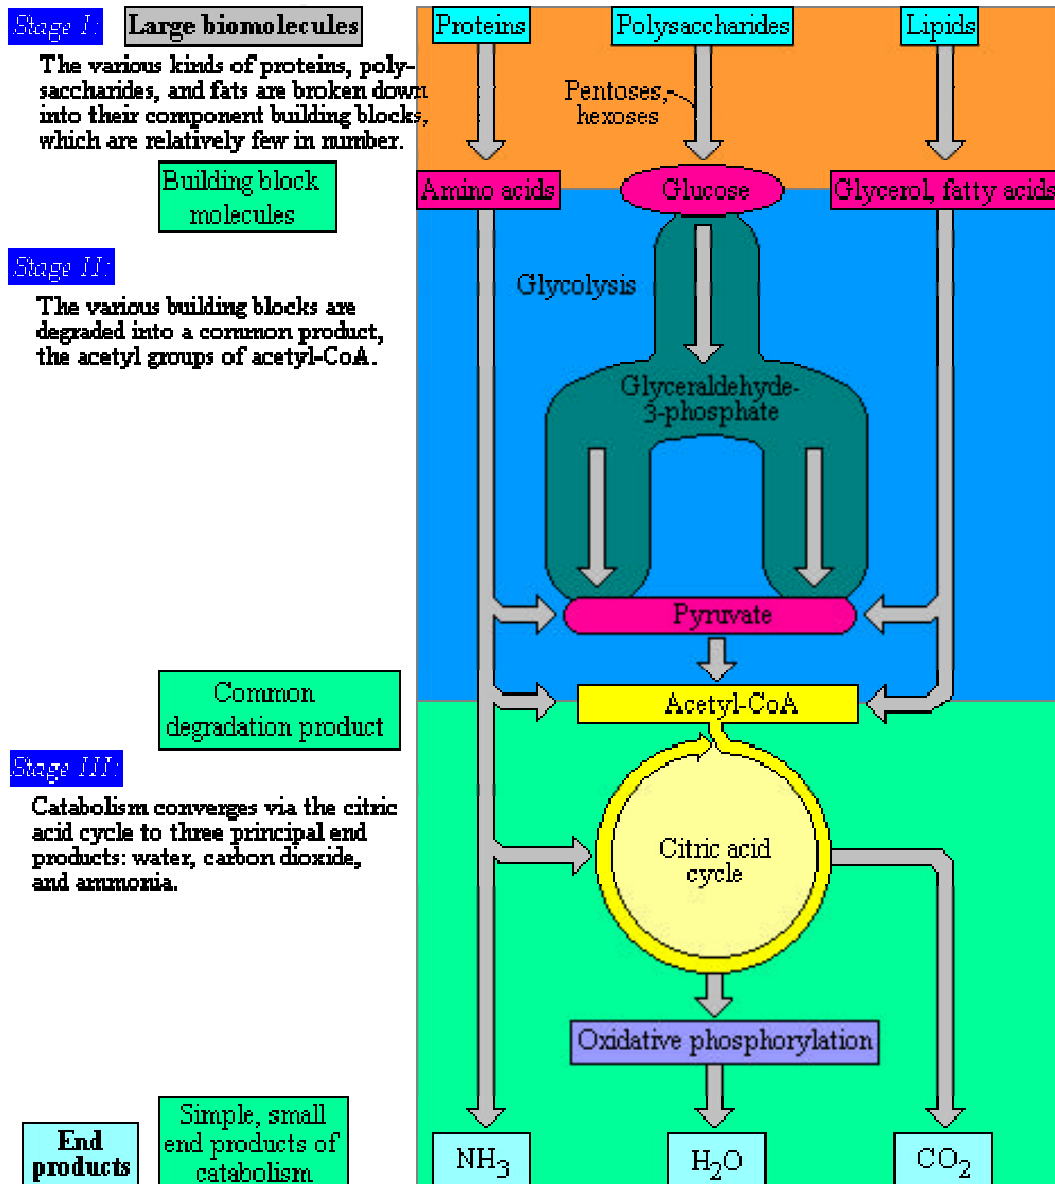 Stage I:
Large biomolecules
The various kinds of proteins, poly-
saccharides, and fats are broken down
into their component building blocks,
which are relatively few in number.
Building block
molecules
Stage II:
The various building blocks are
degraded into a common product,
the acetyl groups of acetyl-CoA.
Common
degradation product
Stage III:
Catabolism converges via the citric
acid cycle to three principal end
products: water, carbon dioxide,
and ammonia.
End
products
Simple, small
end products of
catabolism
Proteins
Polysaccharides
Lipids
Pentoses,
hexoses
Amino acids
Glucose
Glycerol, fatty acids
Glycolysis
Glyceraldehyde-
3-phosphate
Pyruvate
Acetyl-CoA
Citric acid
cycle
Oxidative phosphorylation
NH3
H2O
CO2